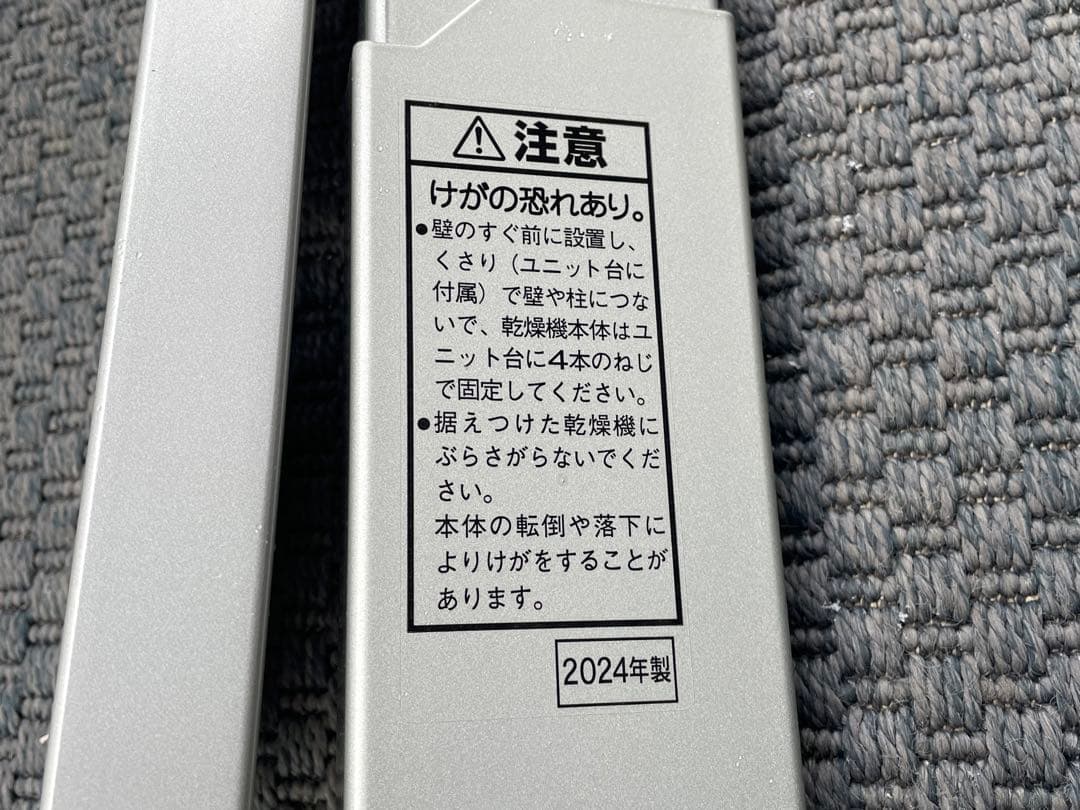 注意
けがの恐れあり。
●壁のすぐ前に設置し、
くさり（ユニット台に
付属）で壁や柱につな
いで、乾燥機本体はユ
ニット台に4本のねじ
で固定してください。
●据えつけた乾燥機に
ぶらさがらないでくだ
さい。
本体の転倒や落下に
よりけがをすることが
あります。
2024年製